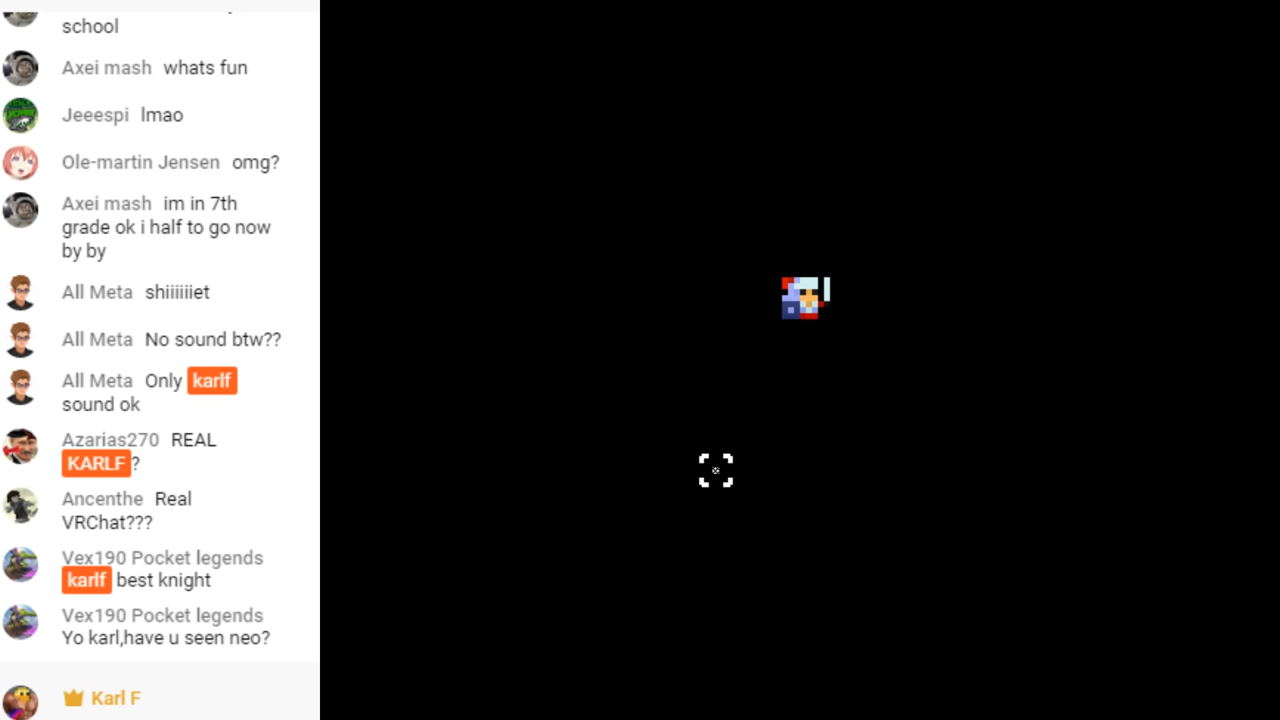 school
Axei mash whats fun
Jeeespi lmao
Ole-martin Jensen omg?
Axei mash im in 7th
grade ok i half to go now
by by
All Meta shiiiiiiet
All Meta No sound btw??
All Meta Only karlf
sound ok
Azarias270 REAL
KARLF ?
Ancenthe Real
VRChat???
Vex190 Pocket legends
karlf best knight
Vex190 Pocket legends
Yo karl,have u seen neo?
Karl F